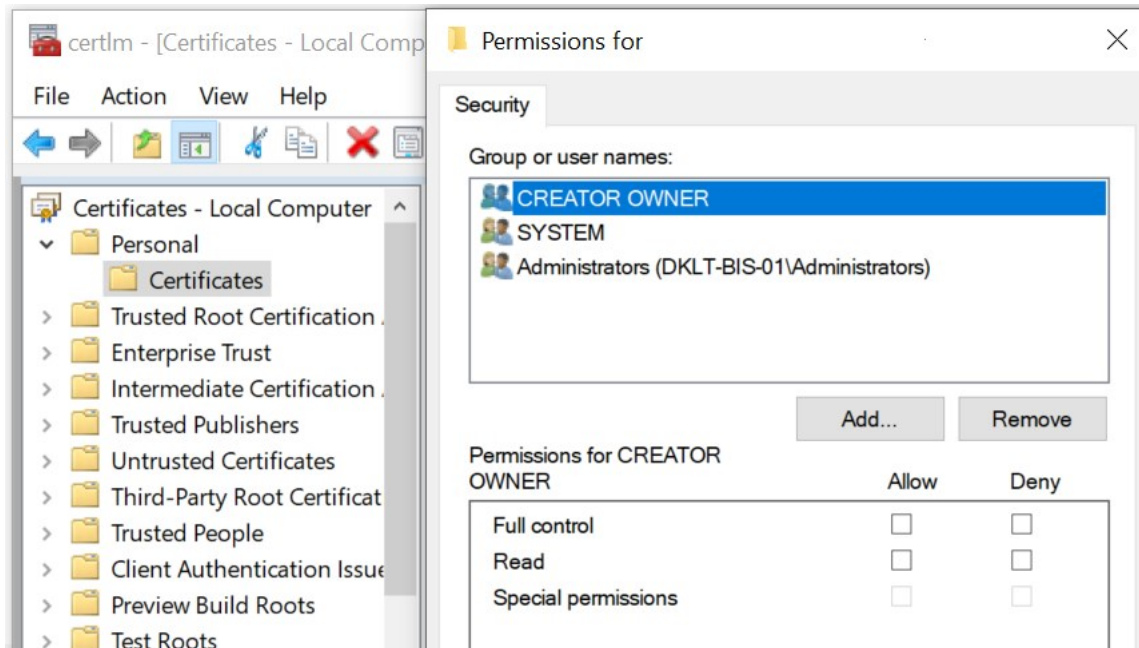 certlm - [Certificates - Local Comp
File Action View Help
Certificates - Local Computer
Personal
Certificates
Trusted Root Certification
Enterprise Trust
Intermediate Certification
Trusted Publishers
Untrusted Certificates
Third-Party Root Certificat
Trusted People
Client Authentication Issue
Preview Build Roots
Test Roots
Permissions for
Security
Group or user names:
CREATOR OWNER
SYSTEM
Administrators (DKLT-BIS-01\Administrators)
Add... Remove
Permissions for CREATOR
OWNER Allow Deny
Full control
Read
Special permissions